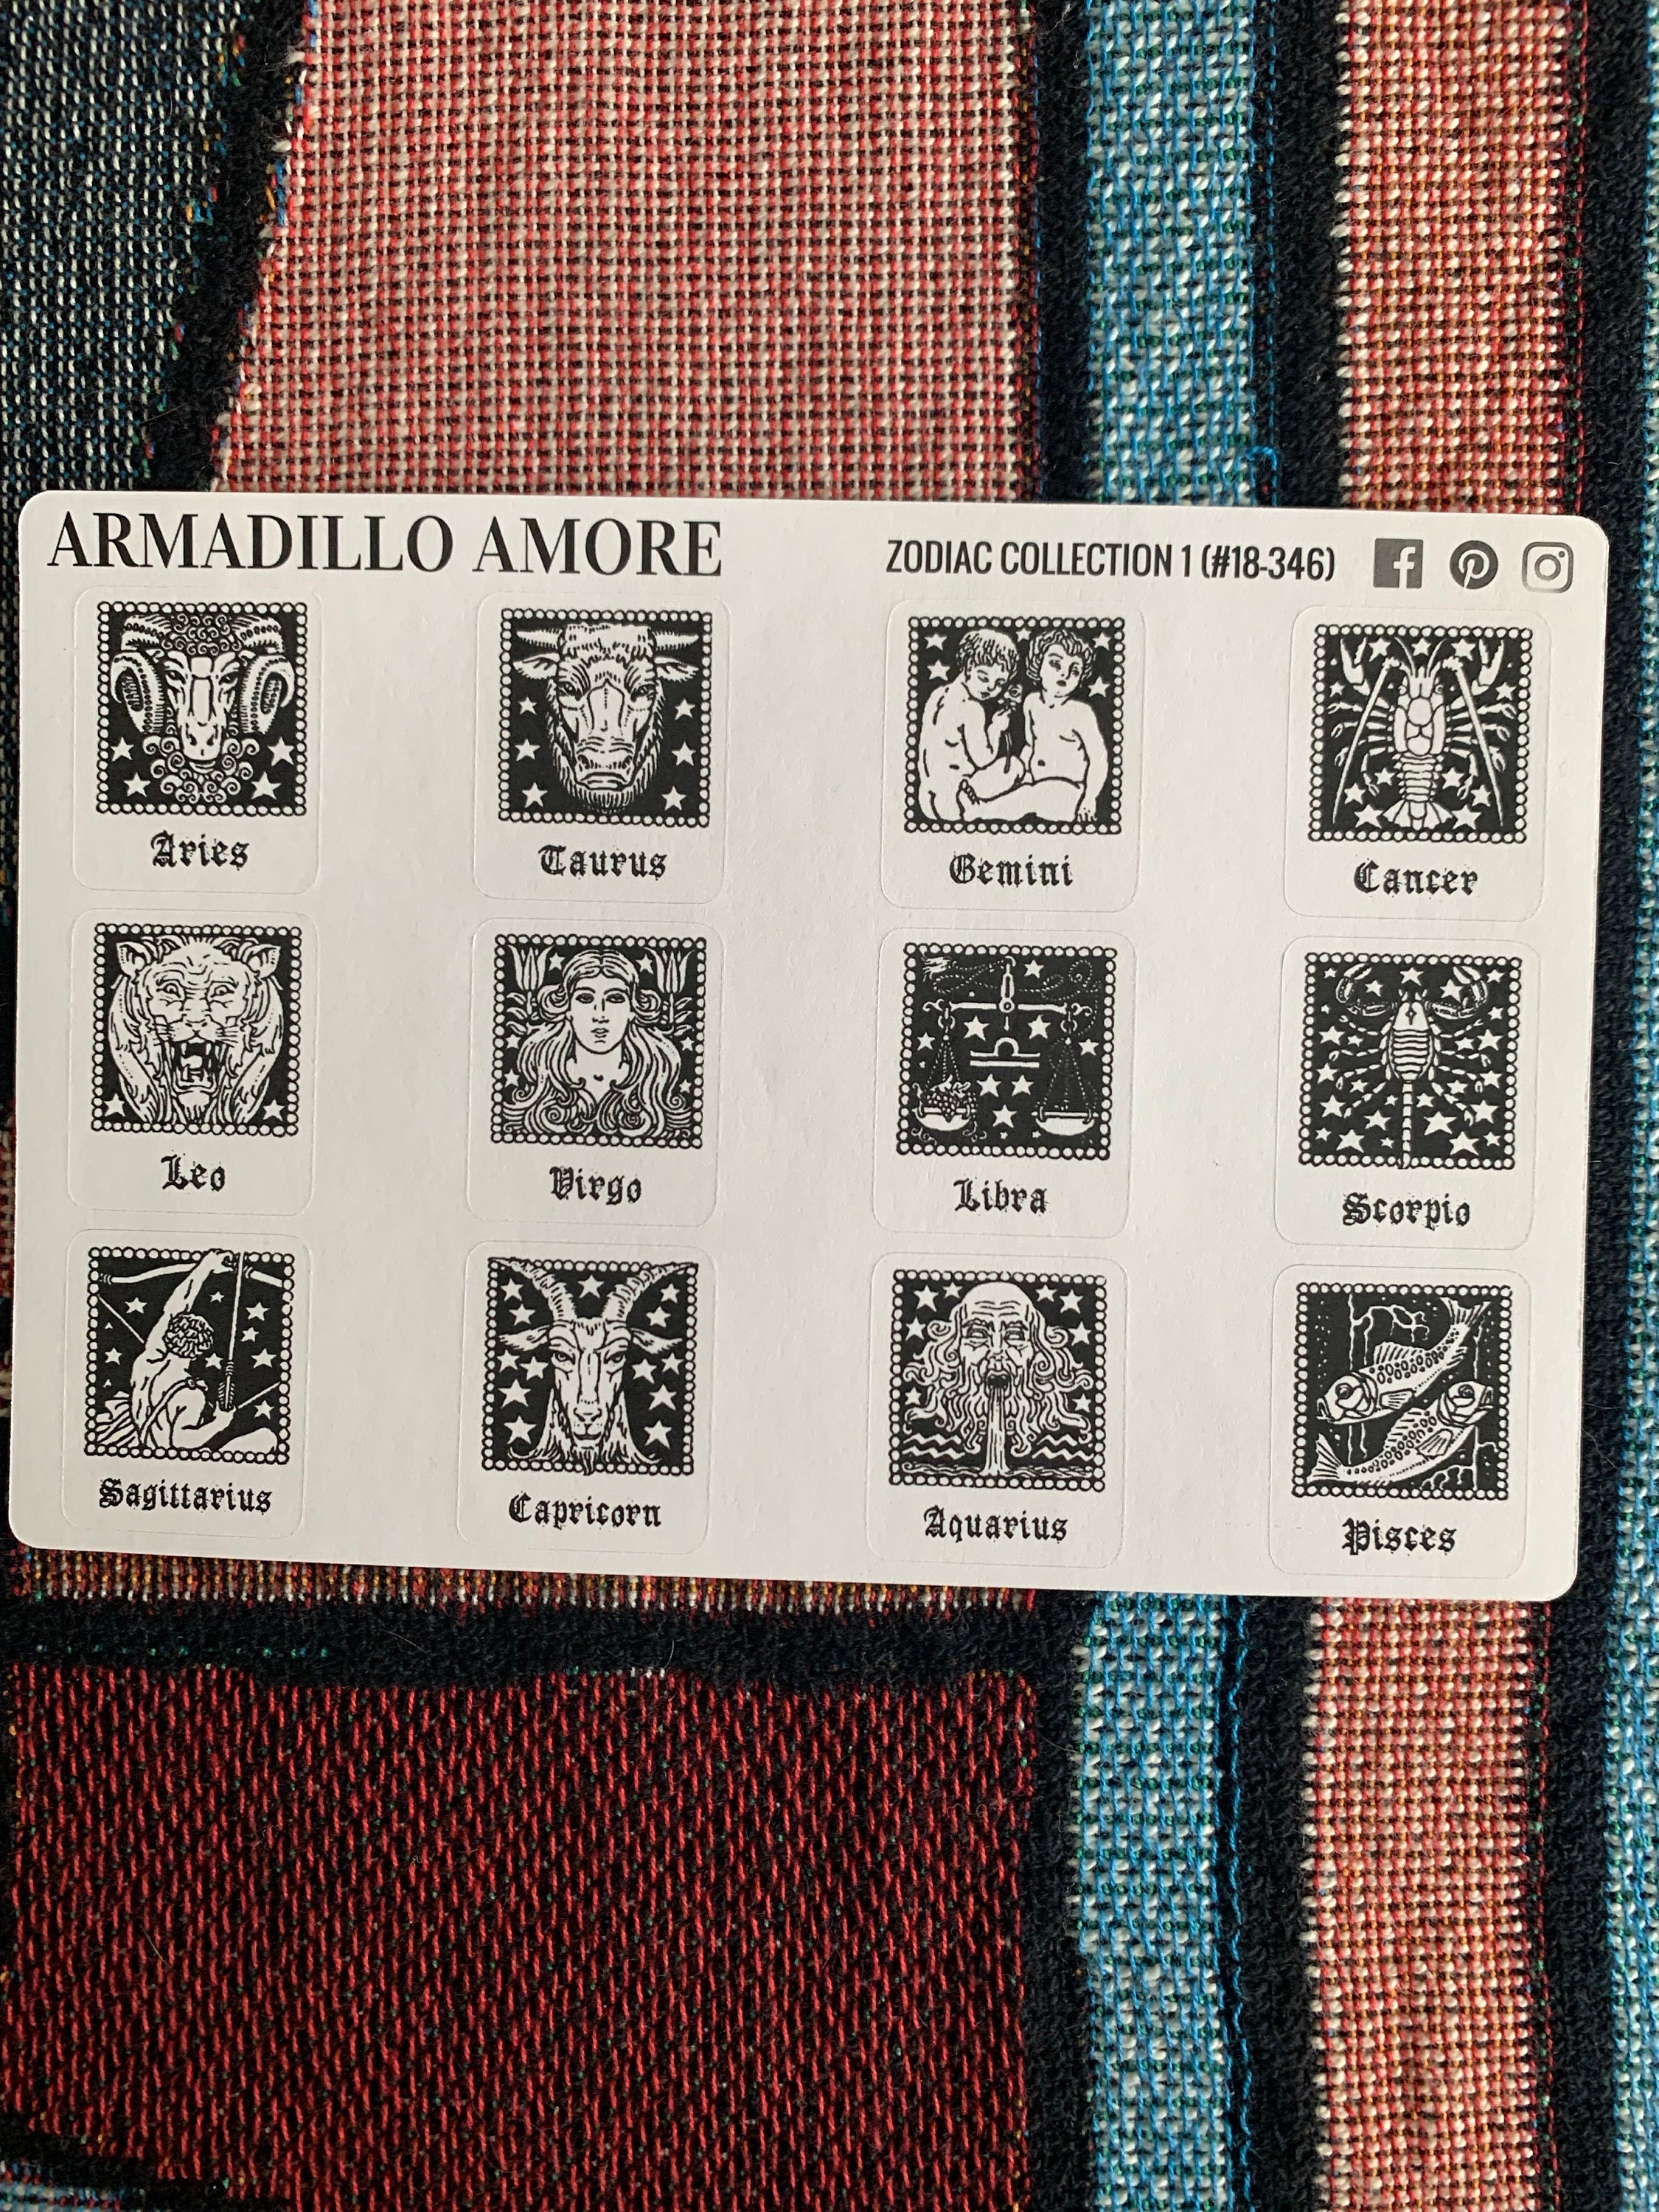 ARMADILLO AMORE
ZODIAC COLLECTION 1 (#18-346)
Aries
Taurus
Gemini
Cancer
Leo
Virgo
Libra
Scorpio
Sagittarius
Capricorn
Aquarius
Pisces